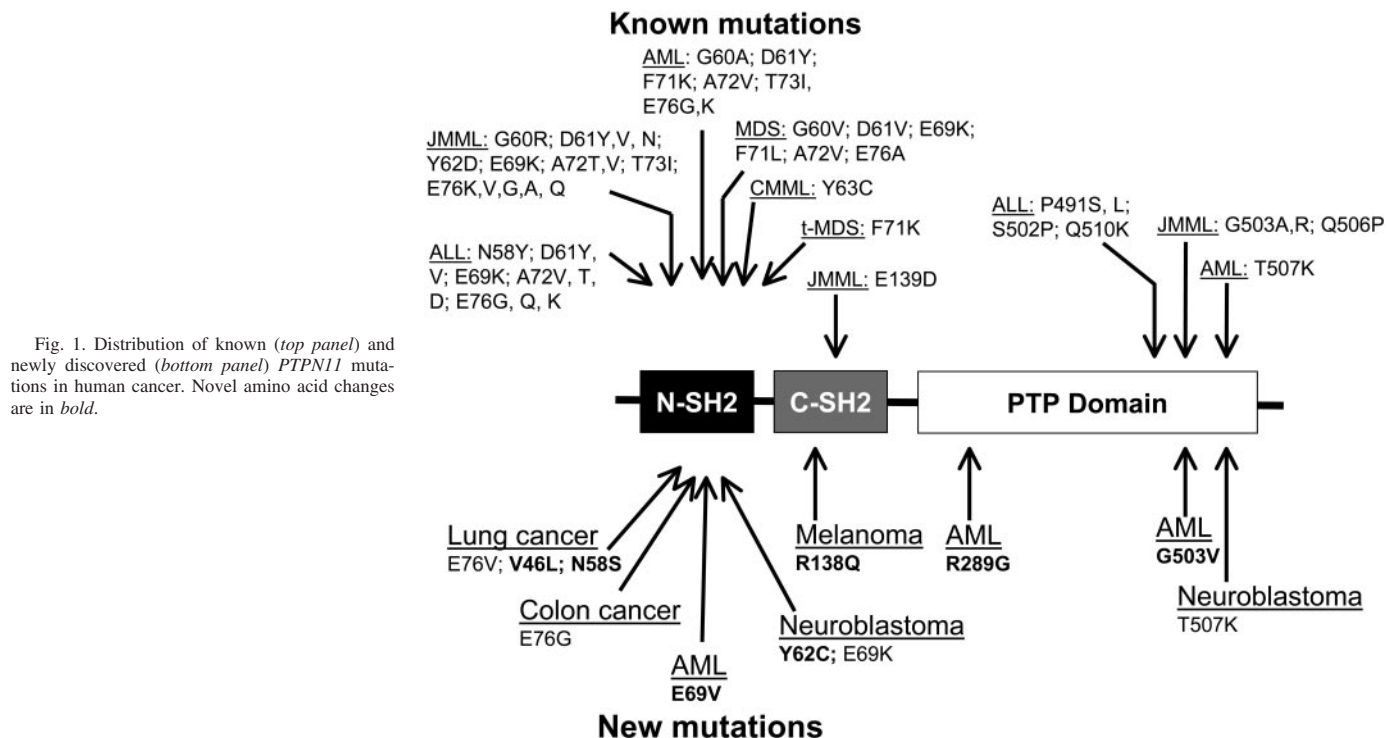 Known mutations
AML: G60A; D61Y;
F71K; A72V; T73I,
E76G,K
JMML: G60R; D61Y,V, N;
Y62D; E69K; A72T,V; T73I;
E76K,V,G,A, Q
MDS: G60V; D61V; E69K;
F71L; A72V; E76A
CMML: Y63C
t-MDS: F71K
ALL: N58Y; D61Y,
V; E69K; A72V, T,
D; E76G, Q, K
JMML: E139D
ALL: P491S, L;
S502P; Q510K
JMML: G503A,R; Q506P
AML: T507K
Fig. 1. Distribution of known (top panel) and
newly discovered (bottom panel) PTPN11 muta-
tions in human cancer. Novel amino acid changes
are in bold.
N-SH2
C-SH2
PTP Domain
Lung cancer
E76V; V46L; N58S
Colon cancer
E76G
AML
E69V
Neuroblastoma
Y62C; E69K
Melanoma
R138Q
AML
R289G
AML
G503V
Neuroblastoma
T507K
New mutations